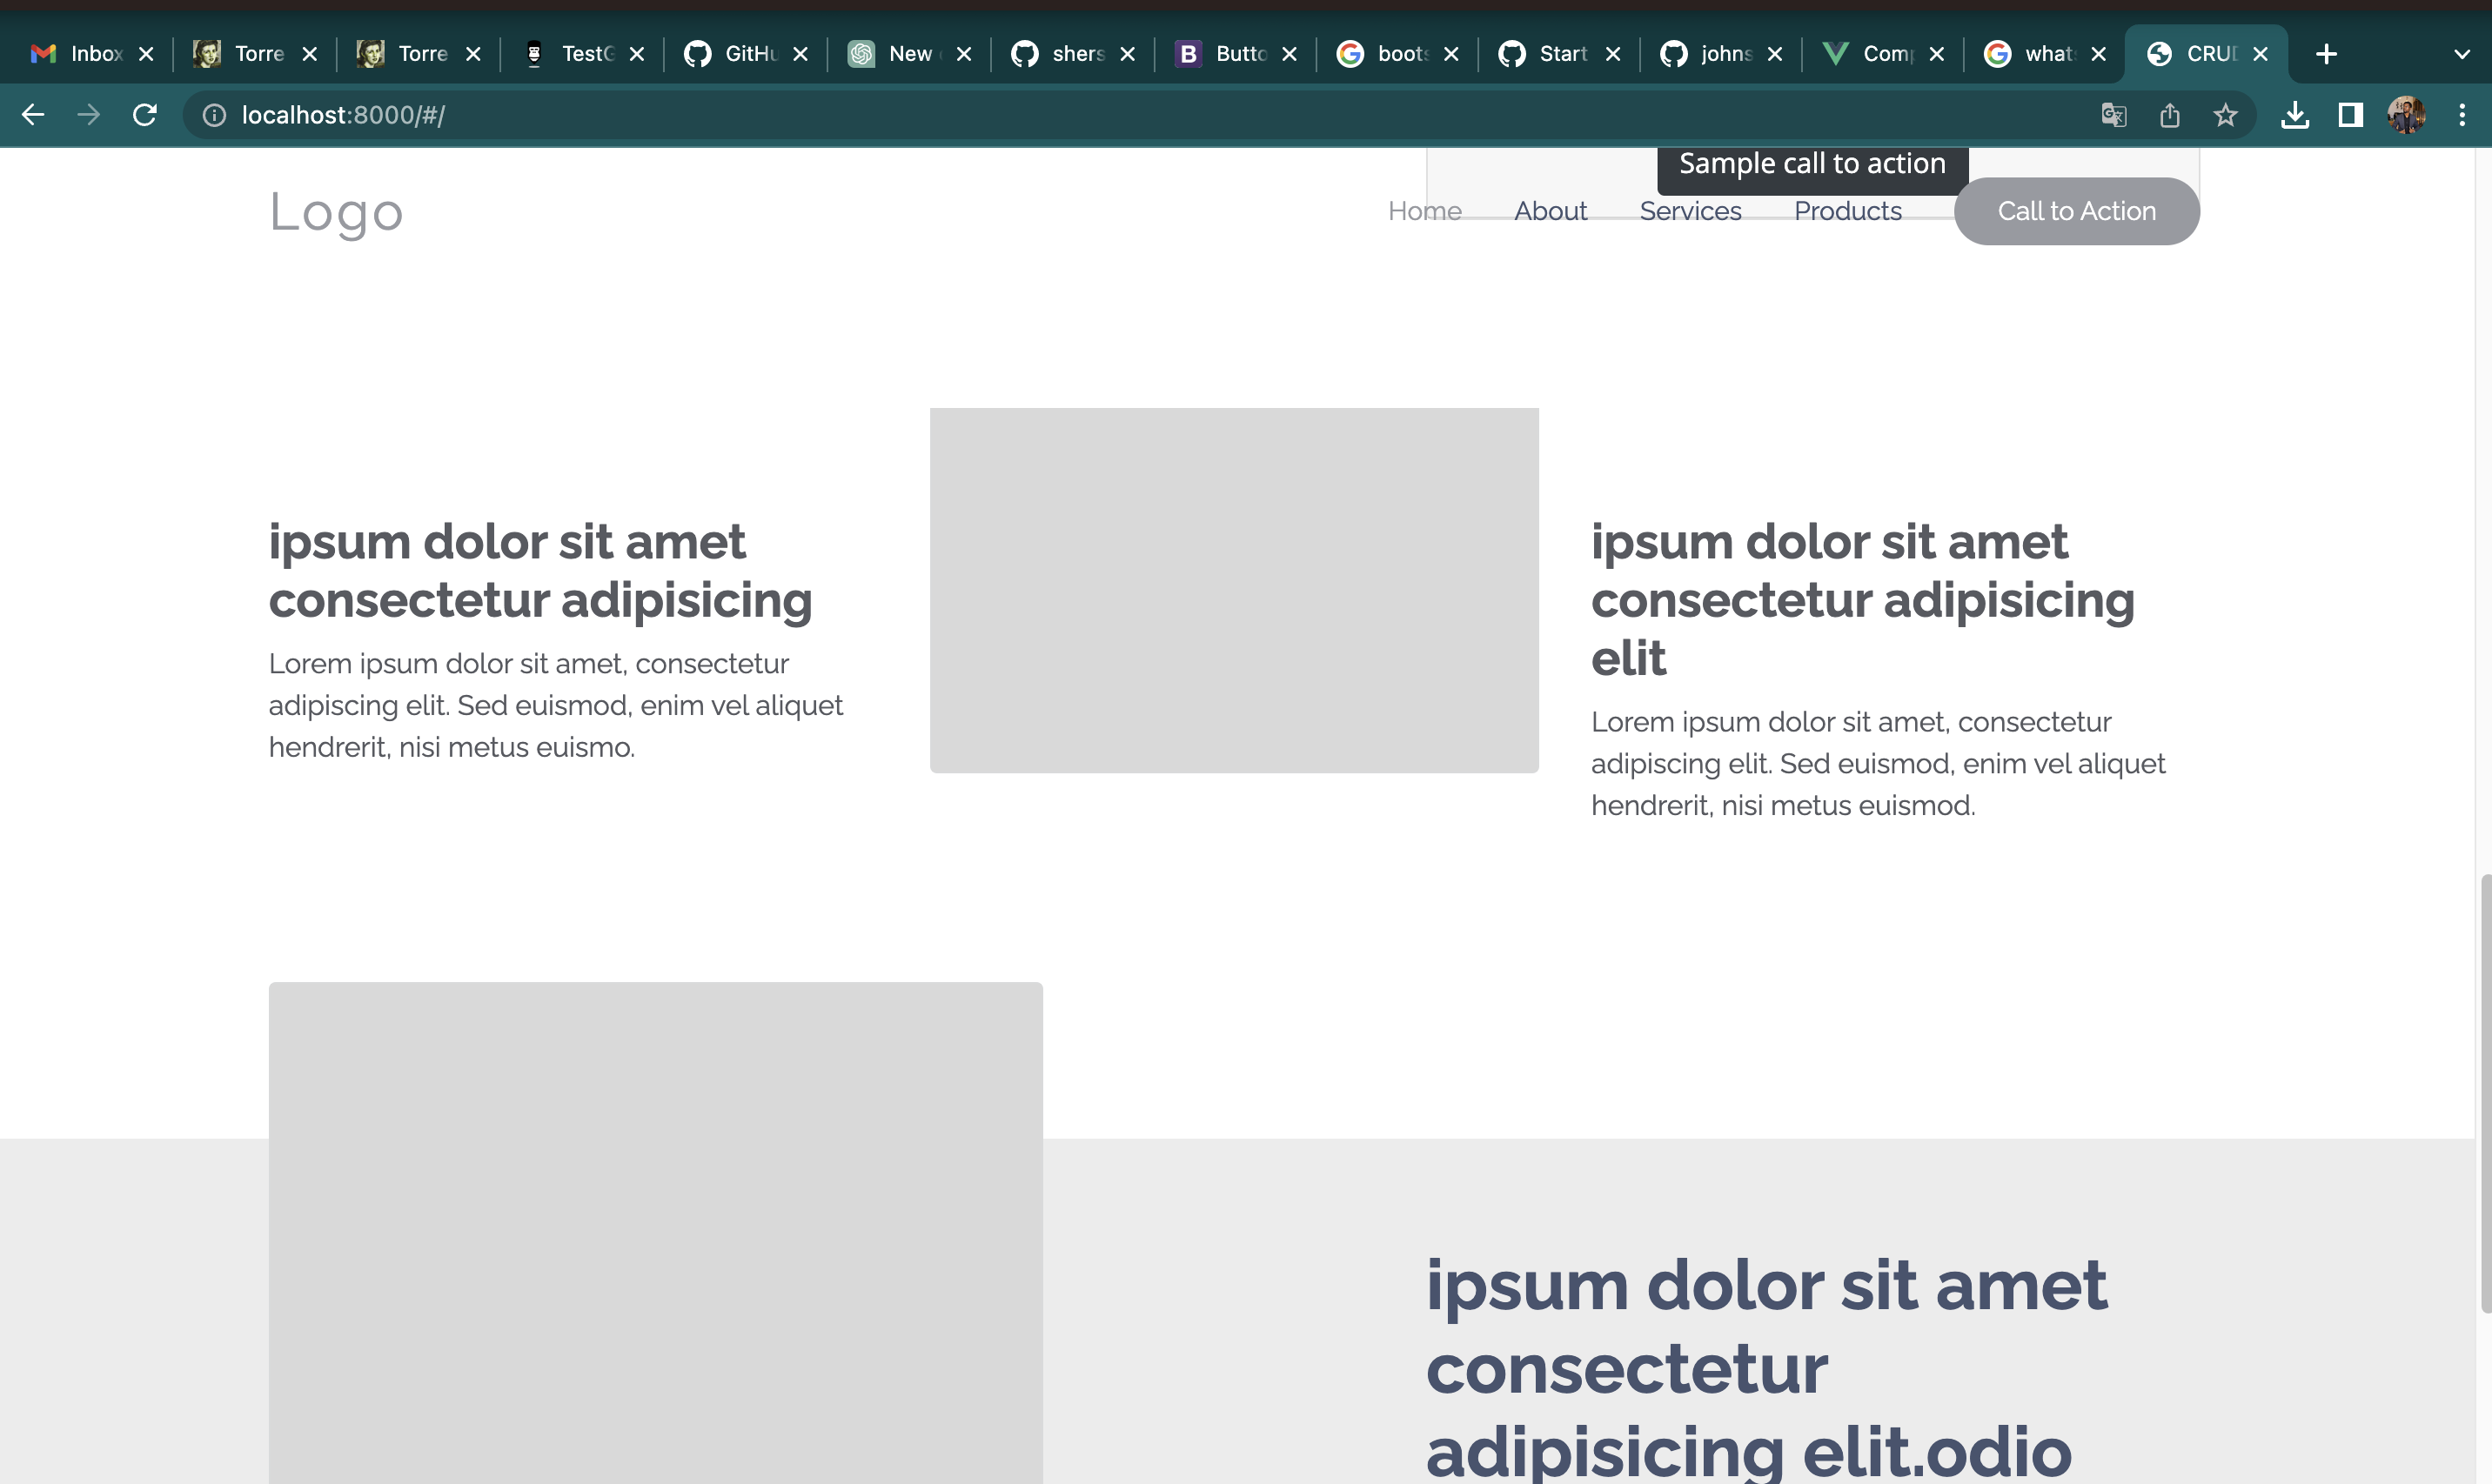 Inbox
Torre
Torre
TestG
GitHu
New
shers
Butto
boots
Start
johns
Comp
what
CRUD
localhost:8000/#/
Sample call to action
Logo
Home
About
Services
Products
Call to Action
ipsum dolor sit amet
consectetur adipisicing
Lorem ipsum dolor sit amet, consectetur
adipiscing elit. Sed euismod, enim vel aliquet
hendrerit, nisi metus euismo.
ipsum dolor sit amet
consectetur adipisicing
elit
Lorem ipsum dolor sit amet, consectetur
adipiscing elit. Sed euismod, enim vel aliquet
hendrerit, nisi metus euismod.
ipsum dolor sit amet
consectetur
adipisicing elit.odio